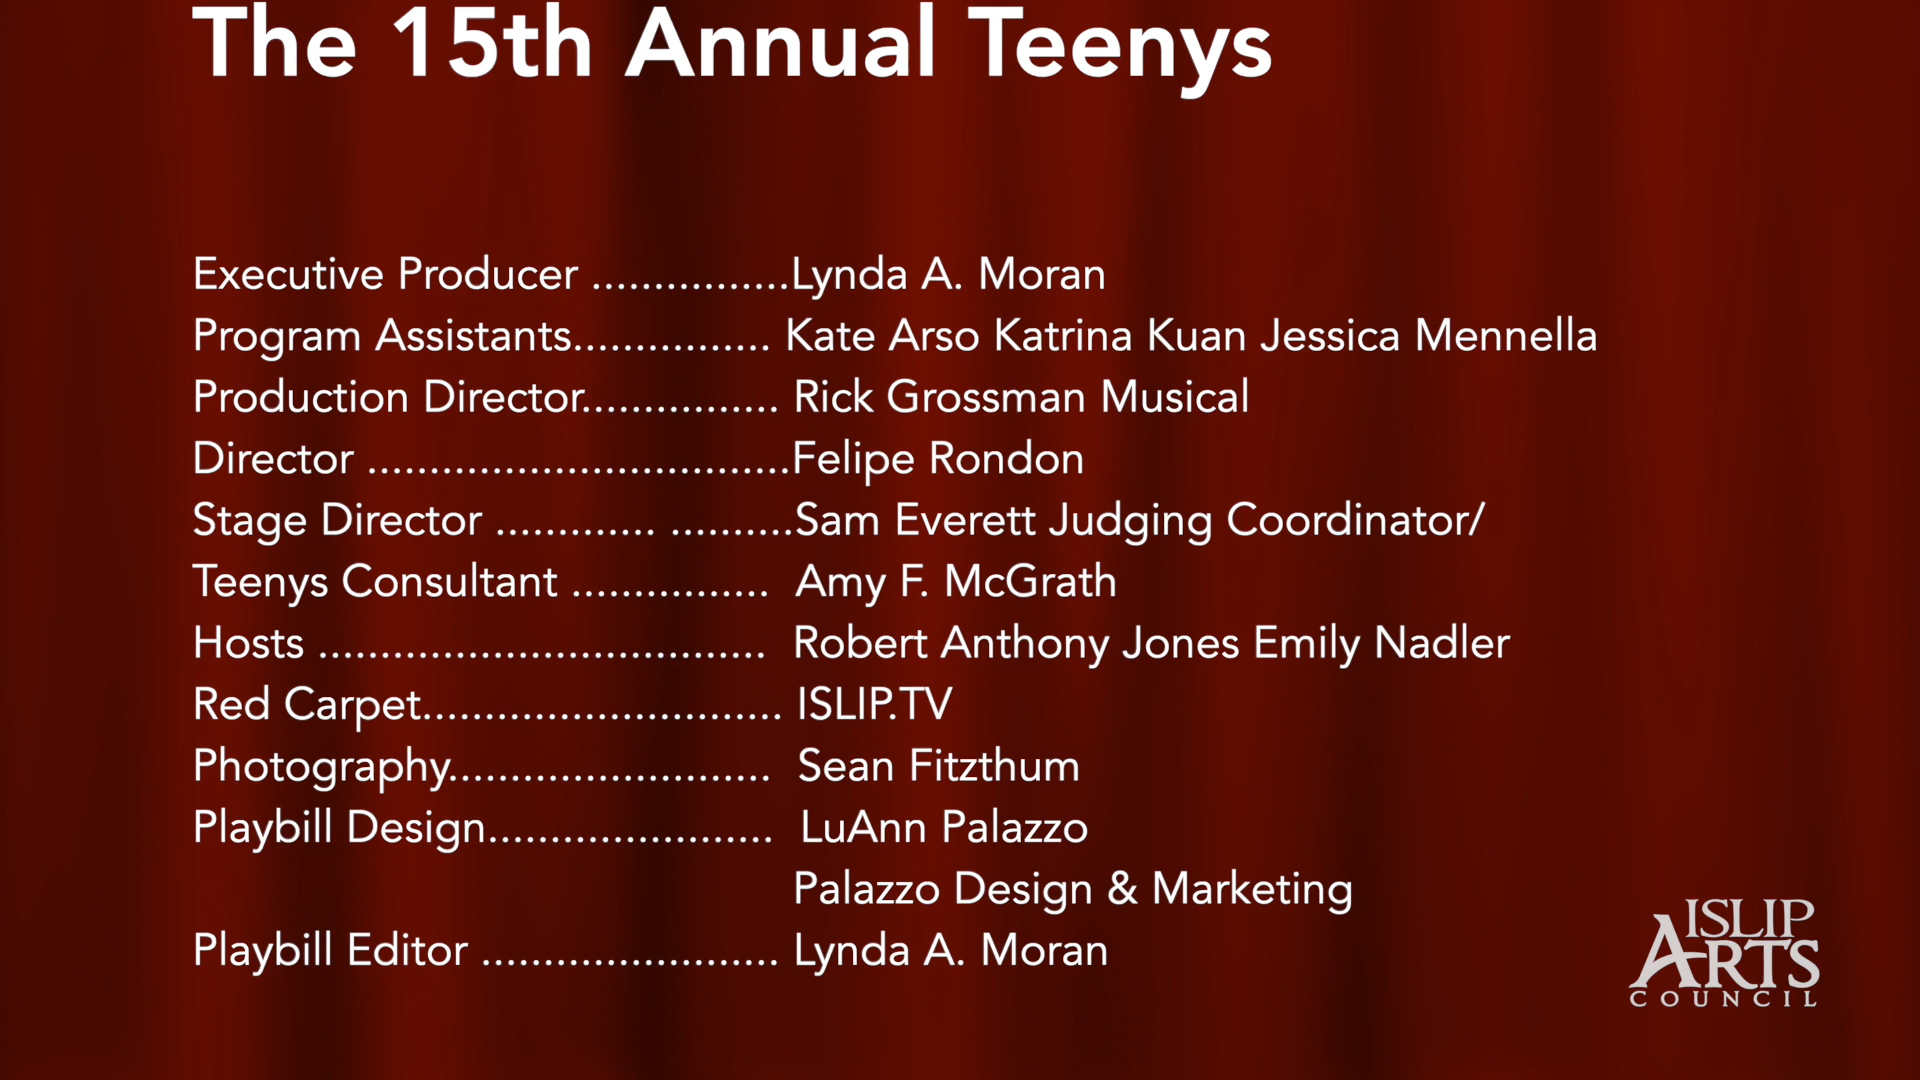 The 15th Annual Teenys
Executive Producer ................Lynda A. Moran
Program Assistants................ Kate Arso Katrina Kuan Jessica Mennella
Production Director................ Rick Grossman Musical
Director ..................................Felipe Rondon
Stage Director ............. ..........Sam Everett Judging Coordinator/
Teenys Consultant ................ Amy F. McGrath
Hosts .................................... Robert Anthony Jones Emily Nadler
Red Carpet............................. ISLIP.TV
Photography.......................... Sean Fitzthum
Playbill Design....................... LuAnn Palazzo
Palazzo Design & Marketing
Playbill Editor ........................ Lynda A. Moran
ISLIP
ARTS
COUNCIL